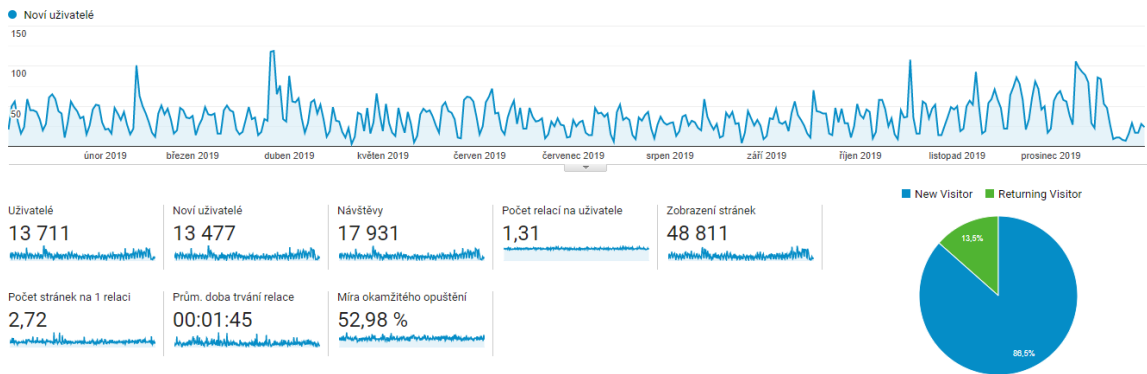 Noví uživatelé
150
100
50
únor 2019 březen 2019 duben 2019 květen 2019 červen 2019 červenec 2019 srpen 2019 září 2019 říjen 2019 listopad 2019 prosinec 2019
New Visitor Returning Visitor
Uživatelé Noví uživatelé Návštěvy Počet relací na uživatele Zobrazení stránek
13 711 13 477 17 931 1,31 48 811
13,5%
Počet stránek na 1 relaci Prům. doba trvání relace Míra okamžitého opuštění
2,72 00:01:45 52,98 %
86,5%